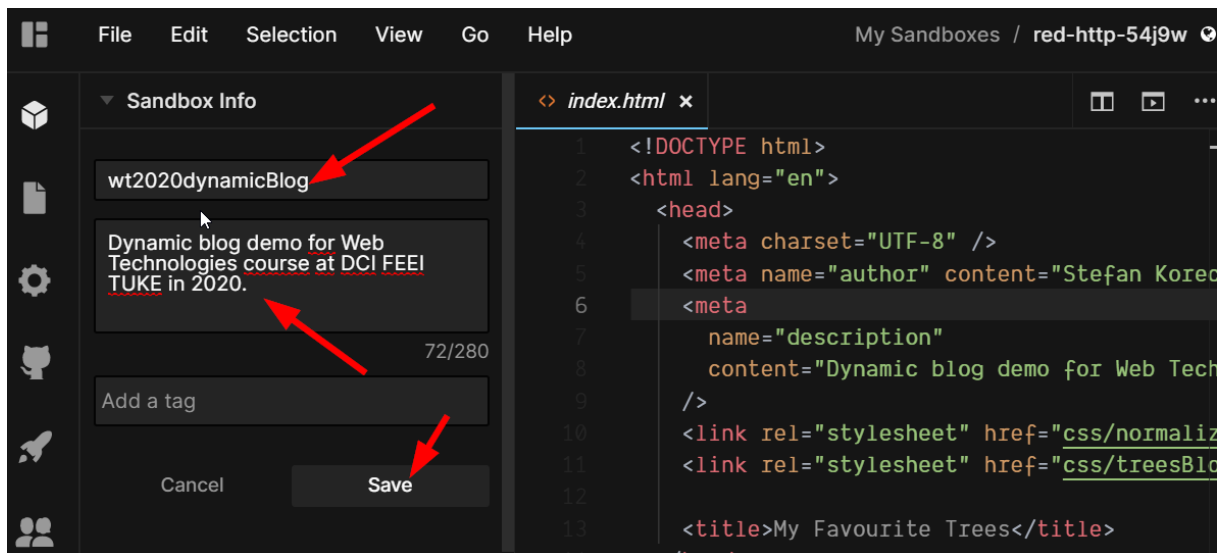 File Edit Selection View Go Help My Sandboxes / red-http-54j9w
Sandbox Info
wt2020dynamicBlog
Dynamic blog demo for Web
Technologies course at DCI FEEI
TUKE in 2020.
72/280
Add a tag
Cancel Save
<> index.html ×
1 <!DOCTYPE html>
2 <html lang="en">
3 <head>
4 <meta charset="UTF-8" />
5 <meta name="author" content="Stefan Korec
6 <meta
7 name="description"
8 content="Dynamic blog demo for Web Tech
9 />
10 <link rel="stylesheet" href="css/normaliz
11 <link rel="stylesheet" href="css/treesBlo
12
13 <title>My Favourite Trees</title>